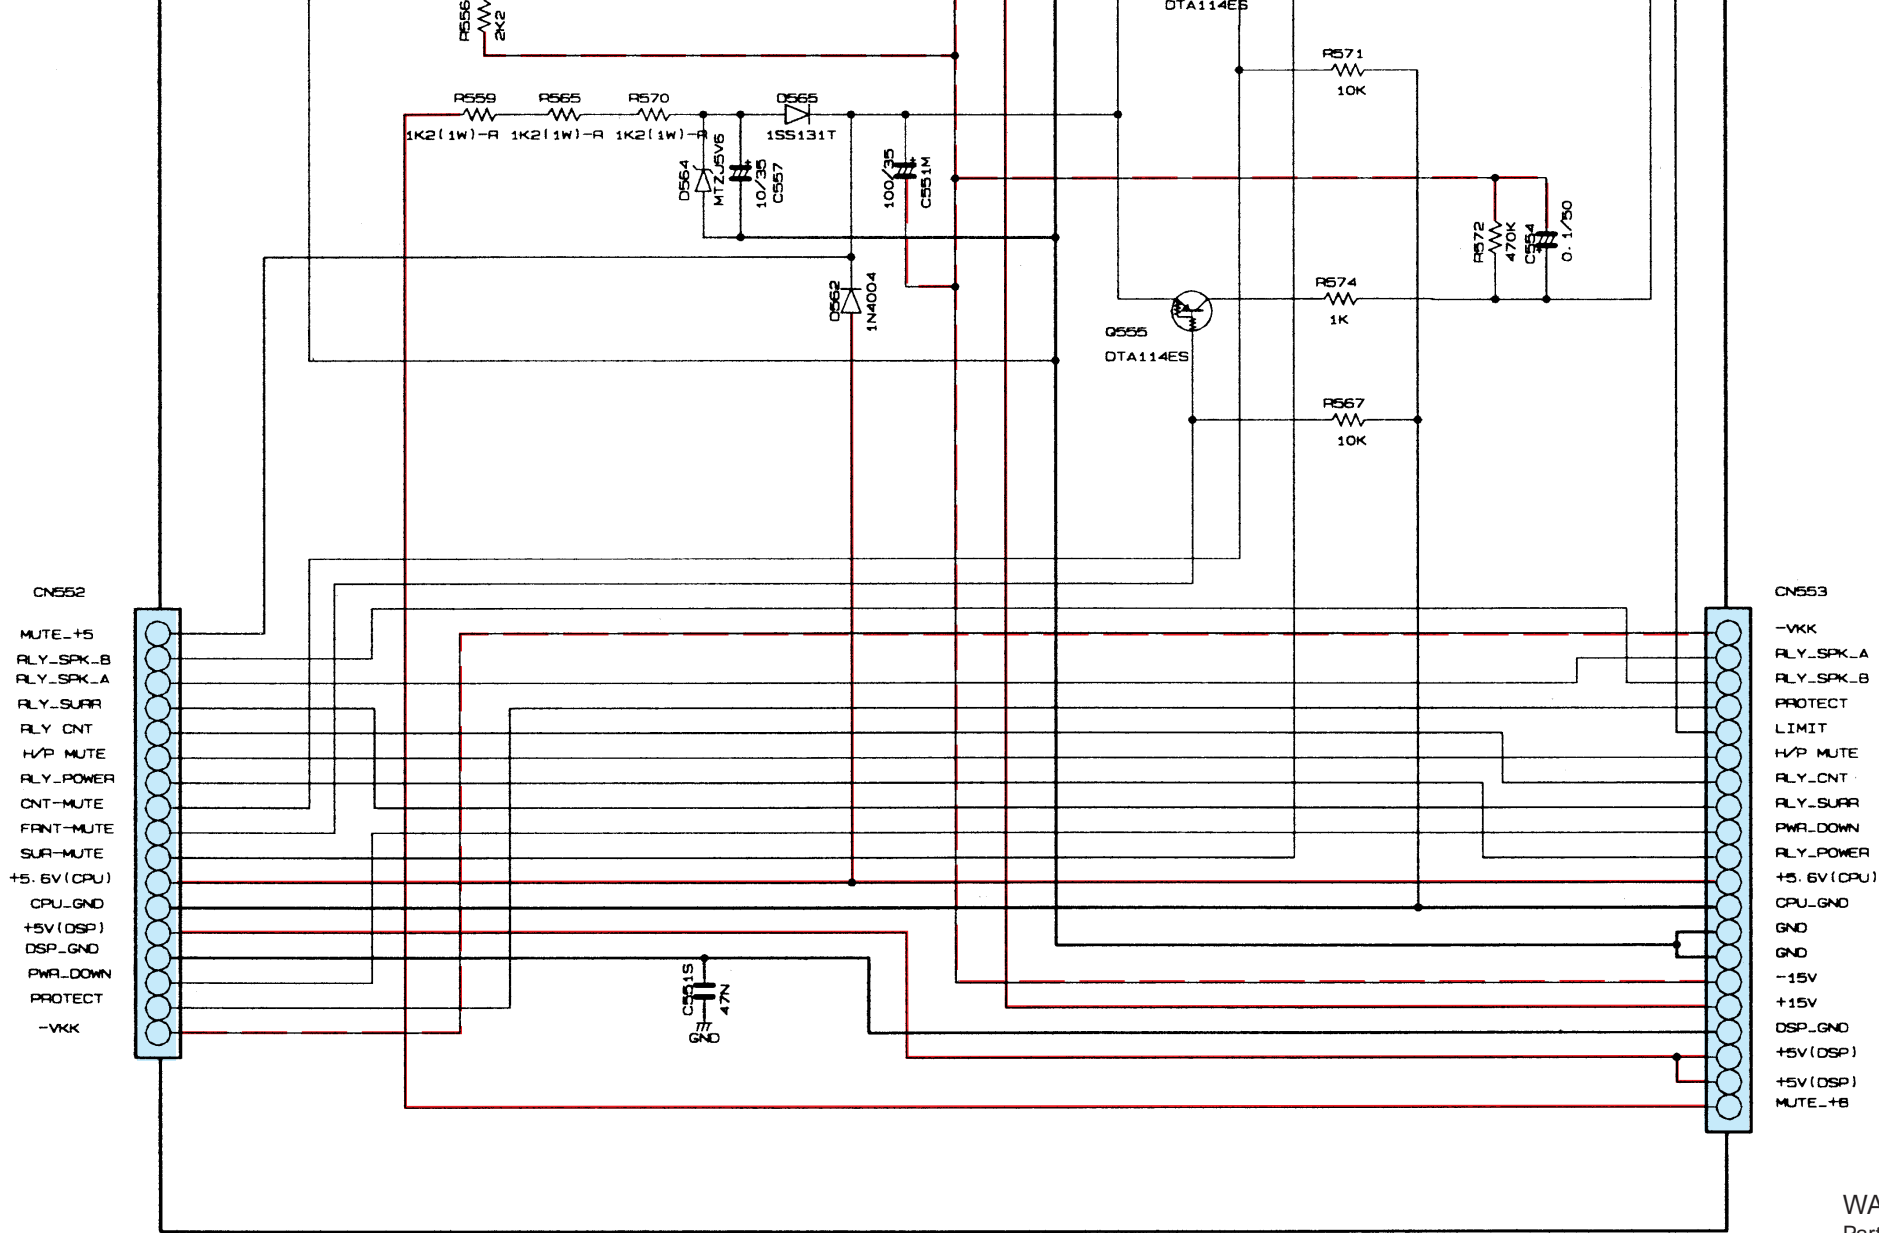 DTA114ES
R556
2K2
R571
10K
R559
R565
R570
D565
1K2(1W)-R
1K2(1W)-R
1K2(1W)-R
1SS131T
D564
MTZJ5V6
10/35
C557
100/35
C551M
R572
470K
C554
0.1/50
D562
1N4004
R574
1K
Q555
DTA114ES
R567
10K
CN552
MUTE_+5
RLY_SPK_B
RLY_SPK_A
RLY_SURR
RLY CNT
H/P MUTE
RLY_POWER
CNT-MUTE
FRNT-MUTE
SUR-MUTE
+5.6V(CPU)
CPU_GND
+5V(DSP)
DSP_GND
PWR_DOWN
PROTECT
-VKK
C551S
47N
GND
CN553
-VKK
RLY_SPK_A
RLY_SPK_B
PROTECT
LIMIT
H/P MUTE
RLY_CNT
RLY_SURR
PWR_DOWN
RLY_POWER
+5.6V(CPU)
CPU_GND
GND
GND
-15V
+15V
DSP_GND
+5V(DSP)
+5V(DSP)
MUTE_+B
WA